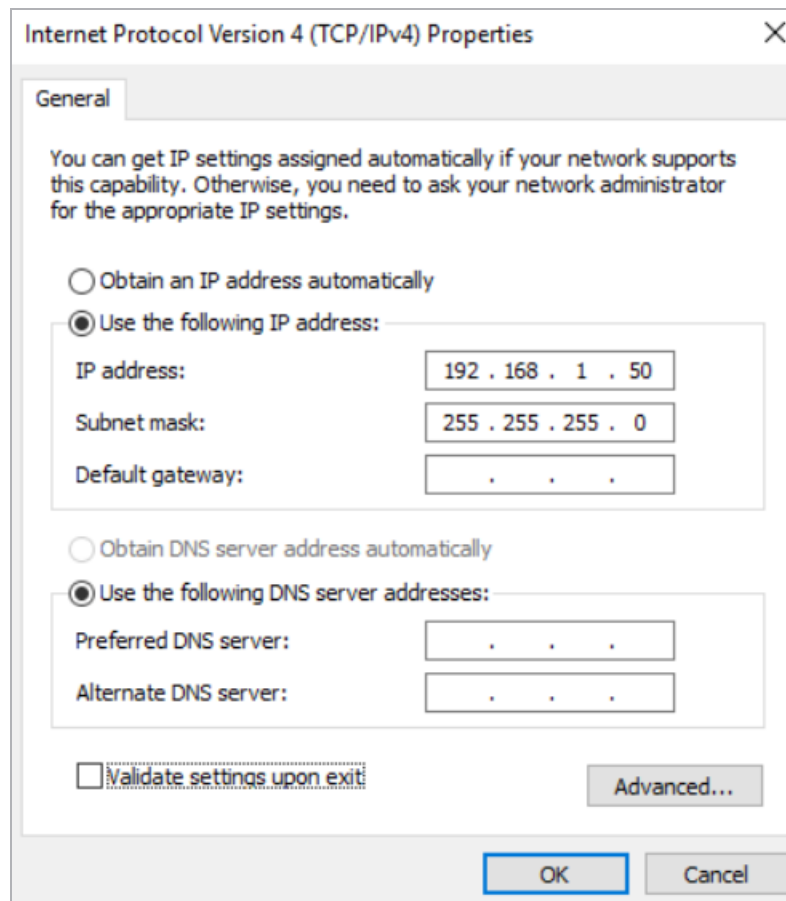 Internet Protocol Version 4 (TCP/IPv4) Properties
General
You can get IP settings assigned automatically if your network supports
this capability. Otherwise, you need to ask your network administrator
for the appropriate IP settings.
Obtain an IP address automatically
Use the following IP address:
IP address: 192 . 168 . 1 . 50
Subnet mask: 255 . 255 . 255 . 0
Default gateway: . . .
Obtain DNS server address automatically
Use the following DNS server addresses:
Preferred DNS server: . . .
Alternate DNS server: . . .
Validate settings upon exit
Advanced...
OK Cancel